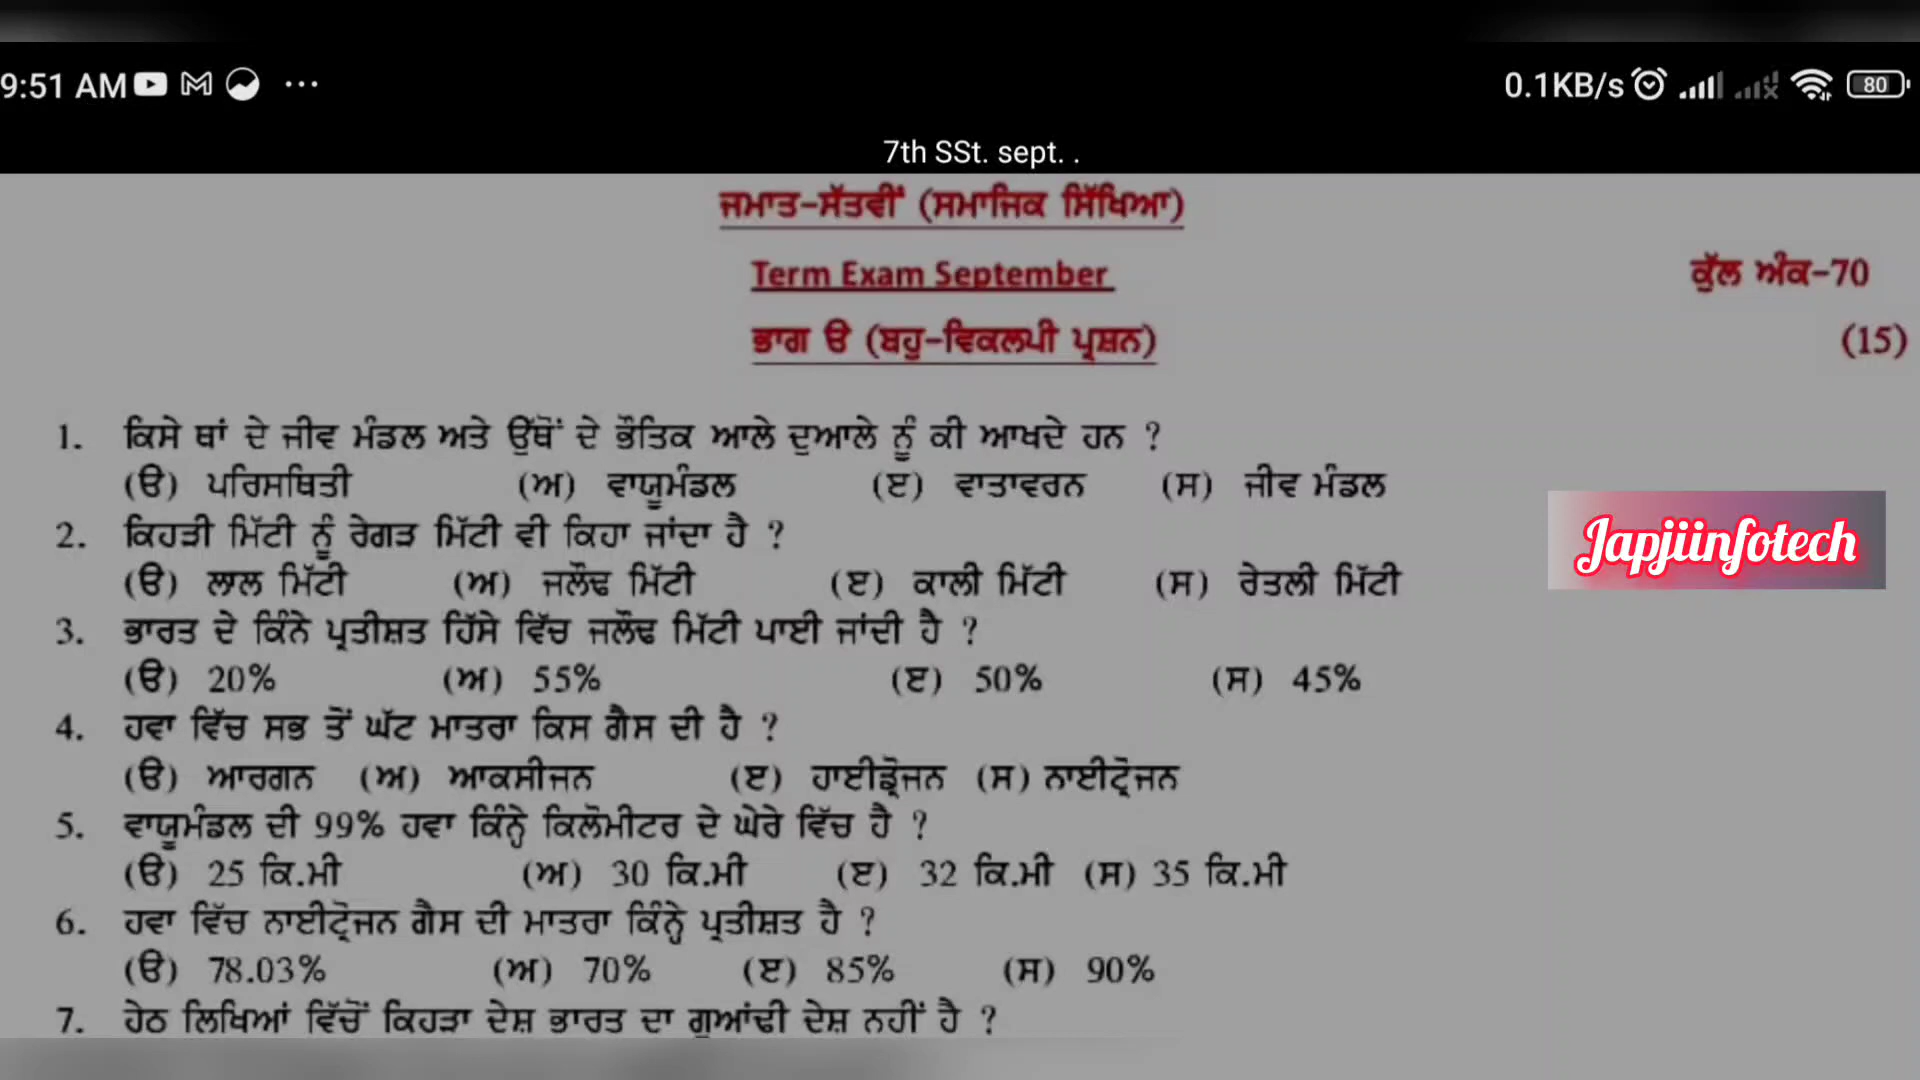 9:51 AM ... 0.1KB/s 80
7th SSt. sept. .
ਜਮਾਤ-ਸੱਤਵੀਂ (ਸਮਾਜਿਕ ਸਿੱਖਿਆ)
Term Exam September ਕੁੱਲ ਅੰਕ-70
ਭਾਗ ੳ (ਬਹੁ-ਵਿਕਲਪੀ ਪ੍ਰਸ਼ਨ) (15)
1. ਕਿਸੇ ਥਾਂ ਦੇ ਜੀਵ ਮੰਡਲ ਅਤੇ ਉੱਥੋਂ ਦੇ ਭੌਤਿਕ ਆਲੇ ਦੁਆਲੇ ਨੂੰ ਕੀ ਆਖਦੇ ਹਨ ?
(ੳ) ਪਰਿਸਥਿਤੀ (ਅ) ਵਾਯੂਮੰਡਲ (ੲ) ਵਾਤਾਵਰਨ (ਸ) ਜੀਵ ਮੰਡਲ
Japjiinfotech
2. ਕਿਹੜੀ ਮਿੱਟੀ ਨੂੰ ਰੇਗੜ ਮਿੱਟੀ ਵੀ ਕਿਹਾ ਜਾਂਦਾ ਹੈ ?
(ੳ) ਲਾਲ ਮਿੱਟੀ (ਅ) ਜਲੌਢ ਮਿੱਟੀ (ੲ) ਕਾਲੀ ਮਿੱਟੀ (ਸ) ਰੇਤਲੀ ਮਿੱਟੀ
3. ਭਾਰਤ ਦੇ ਕਿੰਨੇ ਪ੍ਰਤੀਸ਼ਤ ਹਿੱਸੇ ਵਿੱਚ ਜਲੌਢ ਮਿੱਟੀ ਪਾਈ ਜਾਂਦੀ ਹੈ ?
(ੳ) 20% (ਅ) 55% (ੲ) 50% (ਸ) 45%
4. ਹਵਾ ਵਿੱਚ ਸਭ ਤੋਂ ਘੱਟ ਮਾਤਰਾ ਕਿਸ ਗੈਸ ਦੀ ਹੈ ?
(ੳ) ਆਰਗਨ (ਅ) ਆਕਸੀਜਨ (ੲ) ਹਾਈਡ੍ਰੋਜਨ (ਸ) ਨਾਈਟ੍ਰੋਜਨ
5. ਵਾਯੂਮੰਡਲ ਦੀ 99% ਹਵਾ ਕਿੰਨ੍ਹੇ ਕਿਲੋਮੀਟਰ ਦੇ ਘੇਰੇ ਵਿੱਚ ਹੈ ?
(ੳ) 25 ਕਿ.ਮੀ (ਅ) 30 ਕਿ.ਮੀ (ੲ) 32 ਕਿ.ਮੀ (ਸ) 35 ਕਿ.ਮੀ
6. ਹਵਾ ਵਿੱਚ ਨਾਈਟ੍ਰੋਜਨ ਗੈਸ ਦੀ ਮਾਤਰਾ ਕਿੰਨ੍ਹੇ ਪ੍ਰਤੀਸ਼ਤ ਹੈ ?
(ੳ) 78.03% (ਅ) 70% (ੲ) 85% (ਸ) 90%
7. ਹੇਠ ਲਿਖਿਆਂ ਵਿੱਚੋਂ ਕਿਹੜਾ ਦੇਸ਼ ਭਾਰਤ ਦਾ ਗੁਆਂਢੀ ਦੇਸ਼ ਨਹੀਂ ਹੈ ?